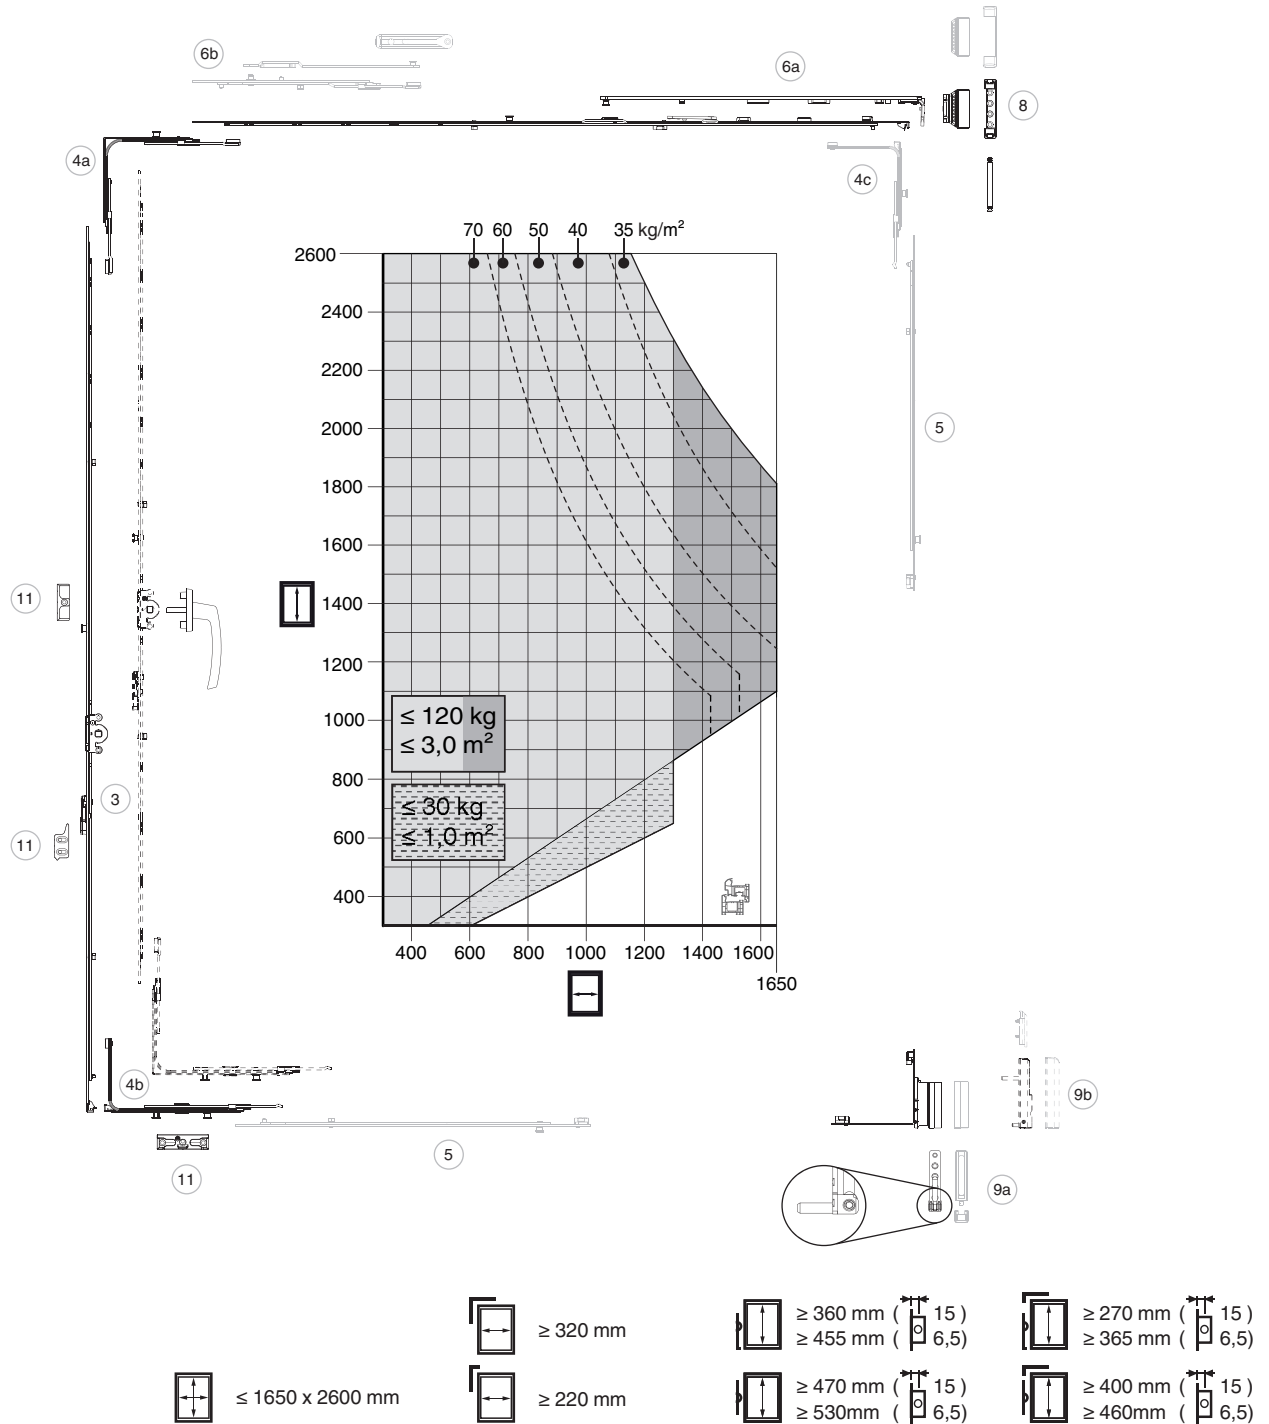 6b
6a
8
4a
4c
70 60 50 40 35 kg/m²
2600
2400
2200
2000
1800
1600
1400
1200
1000
800
600
400
5
11
≤ 120 kg
≤ 3,0 m²
3
≤ 30 kg
≤ 1,0 m²
11
400 600 800 1000 1200 1400 1600
1650
4b
9b
5
11
9a
≥ 320 mm
≥ 360 mm ( 15 )
≥ 455 mm ( 6,5)
≥ 270 mm ( 15 )
≥ 365 mm ( 6,5)
≤ 1650 x 2600 mm
≥ 220 mm
≥ 470 mm ( 15 )
≥ 530mm ( 6,5)
≥ 400 mm ( 15 )
≥ 460mm ( 6,5)